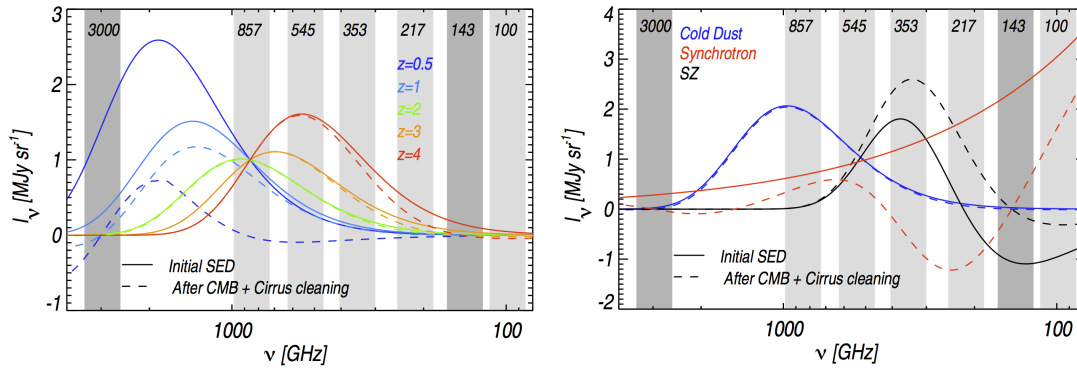 3
2
1
0
-1
I_ν [MJy sr⁻¹]
3000
857
545
353
217
143
100
z=0.5
z=1
z=2
z=3
z=4
Initial SED
After CMB + Cirrus cleaning
1000
100
ν [GHz]
4
3
2
1
0
-1
-2
I_ν [MJy sr⁻¹]
3000
857
545
353
217
143
100
Cold Dust
Synchrotron
SZ
Initial SED
After CMB + Cirrus cleaning
1000
100
ν [GHz]